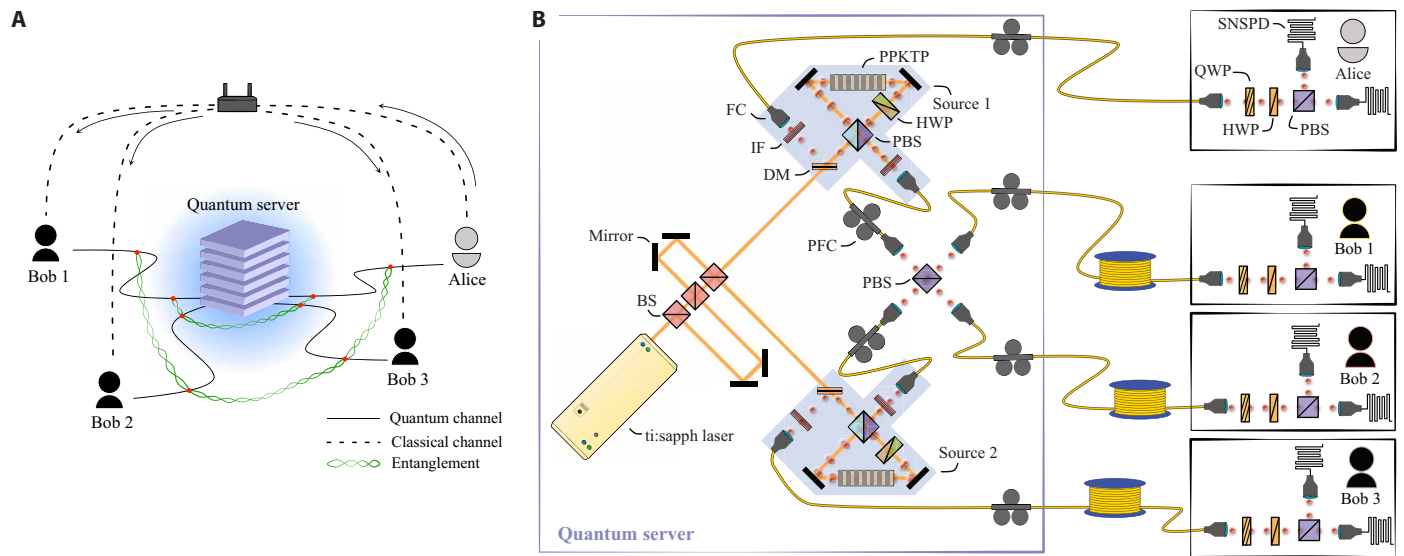 A
Quantum server
Bob 1
Alice
Bob 2
Bob 3
Quantum channel
Classical channel
Entanglement
B
PPKTP
Source 1
FC
HWP
IF
PBS
DM
Mirror
PFC
BS
PBS
ti:sapph laser
Source 2
Quantum server
SNSPD
Alice
QWP
HWP
PBS
Bob 1
Bob 2
Bob 3